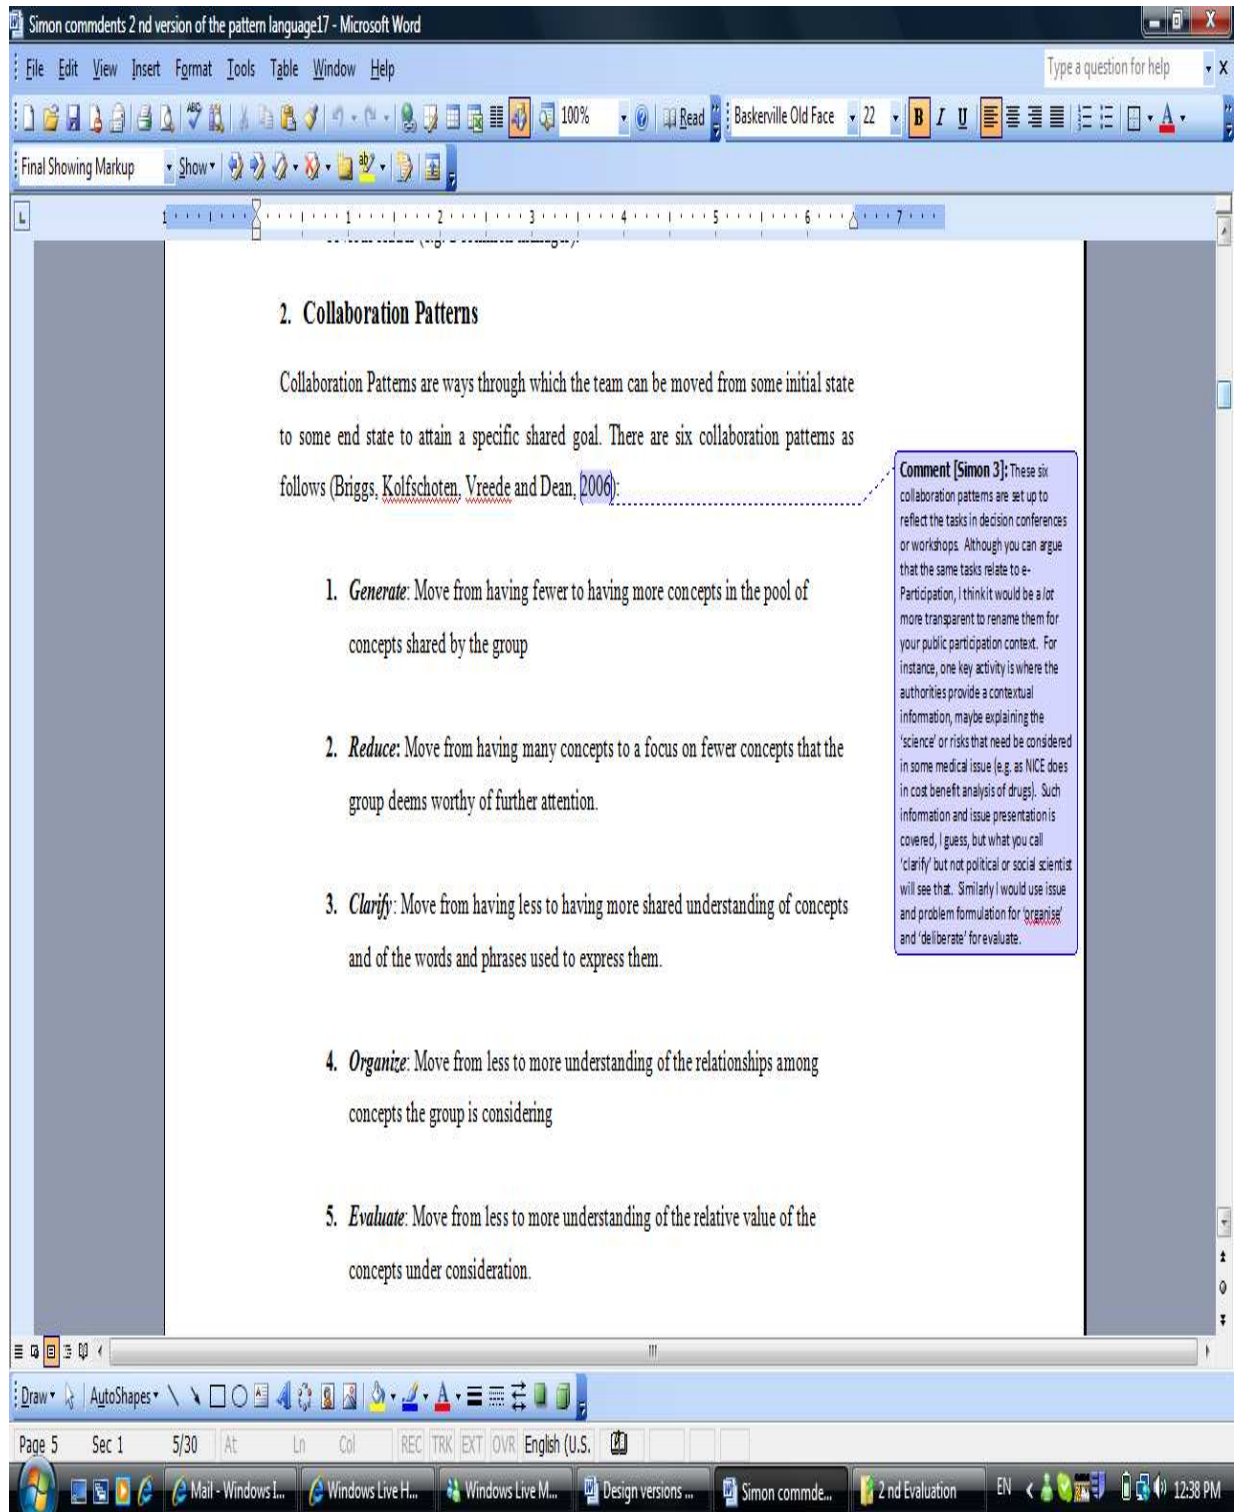 Simon commdents 2 nd version of the pattern language17 - Microsoft Word
File Edit View Insert Format Tools Table Window Help
Type a question for help
100% Read Baskerville Old Face 22 B I U
Final Showing Markup Show
1 1 2 3 4 5 6 7
2. Collaboration Patterns
Collaboration Patterns are ways through which the team can be moved from some initial state
to some end state to attain a specific shared goal. There are six collaboration patterns as
follows (Briggs, Kolfschoten, Vreede and Dean, 2006):
1. Generate: Move from having fewer to having more concepts in the pool of
concepts shared by the group
2. Reduce: Move from having many concepts to a focus on fewer concepts that the
group deems worthy of further attention.
3. Clarify: Move from having less to having more shared understanding of concepts
and of the words and phrases used to express them.
4. Organize: Move from less to more understanding of the relationships among
concepts the group is considering
5. Evaluate: Move from less to more understanding of the relative value of the
concepts under consideration.
Comment [Simon 3]: These six
collaboration patterns are set up to
reflect the tasks in decision conferences
or workshops. Although you can argue
that the same tasks relate to e-
Participation, I think it would be a lot
more transparent to rename them for
your public participation context. For
instance, one key activity is where the
authorities provide a contextual
information, maybe explaining the
'science' or risks that need be considered
in some medical issue (e.g. as NICE does
in cost benefit analysis of drugs). Such
information and issue presentation is
covered, I guess, but what you call
'clarify' but not political or social scientist
will see that. Similarly I would use issue
and problem formulation for 'organise'
and 'deliberate' for evaluate.
Draw AutoShapes
Page 5 Sec 1 5/30 At Ln Col REC TRK EXT OVR English (U.S.
Mail - Windows I... Windows Live H... Windows Live M... Design versions ... Simon commde... 2 nd Evaluation EN 12:38 PM